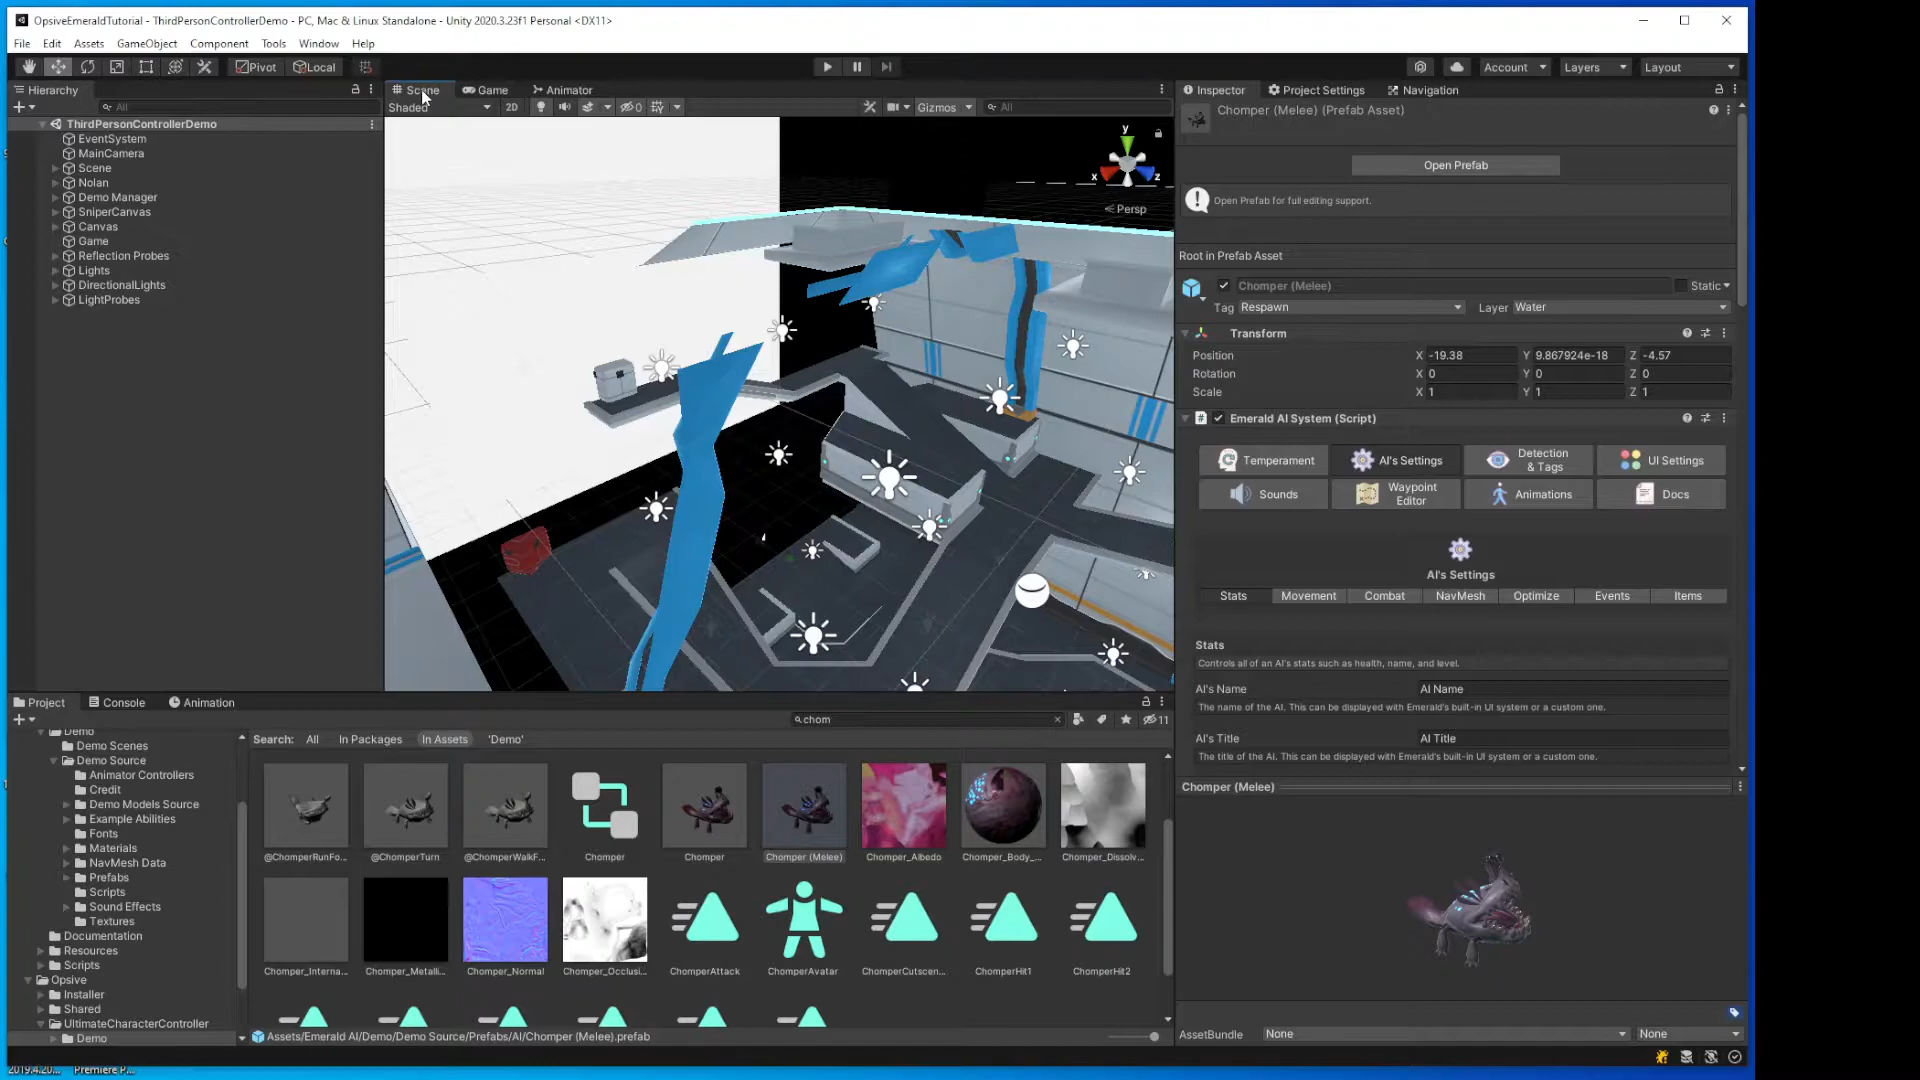 OpsiveEmeraldTutorial - ThirdPersonControllerDemo - PC, Mac & Linux Standalone - Unity 2020.3.23f1 Personal <DX11>
File Edit Assets GameObject Component Tools Window Help
Pivot Local Account Layers Layout
Hierarchy
All
ThirdPersonControllerDemo
EventSystem
MainCamera
Scene
Nolan
Demo Manager
SniperCanvas
Canvas
Game
Reflection Probes
Lights
DirectionalLights
LightProbes
Scene Game Animator
Shaded 2D 0 Gizmos All
y
x z
Persp
Inspector Project Settings Navigation
Chomper (Melee) (Prefab Asset)
Open Prefab
Open Prefab for full editing support.
Root in Prefab Asset
Chomper (Melee) Static
Tag Respawn Layer Water
Transform
Position X -19.38 Y 9.867924e-18 Z -4.57
Rotation X 0 Y 0 Z 0
Scale X 1 Y 1 Z 1
Emerald AI System (Script)
Temperament AI's Settings Detection & Tags UI Settings
Sounds Waypoint Editor Animations Docs
AI's Settings
Stats Movement Combat NavMesh Optimize Events Items
Stats
Controls all of an AI's stats such as health, name, and level.
AI's Name AI Name
The name of the AI. This can be displayed with Emerald's built-in UI system or a custom one.
AI's Title AI Title
The title of the AI. This can be displayed with Emerald's built-in UI system or a custom one.
Chomper (Melee)
AssetBundle None None
Project Console Animation
chom 11
Search: All In Packages In Assets 'Demo'
Demo
Demo Scenes
Demo Source
Animator Controllers
Credit
Demo Models Source
Example Abilities
Fonts
Materials
NavMesh Data
Prefabs
Scripts
Sound Effects
Textures
Documentation
Resources
Scripts
Opsive
Installer
Shared
UltimateCharacterController
Demo
@ChomperRunFo... @ChomperTurn @ChomperWalkF... Chomper Chomper Chomper (Melee) Chomper_Albedo Chomper_Body_... Chomper_Dissolv...
Chomper_Interna... Chomper_Metalli... Chomper_Normal Chomper_Occlusi... ChomperAttack ChomperAvatar ChomperCutscen... ChomperHit1 ChomperHit2
Assets/Emerald AI/Demo/Demo Source/Prefabs/AI/Chomper (Melee).prefab
2019.4.20... Premiere P...